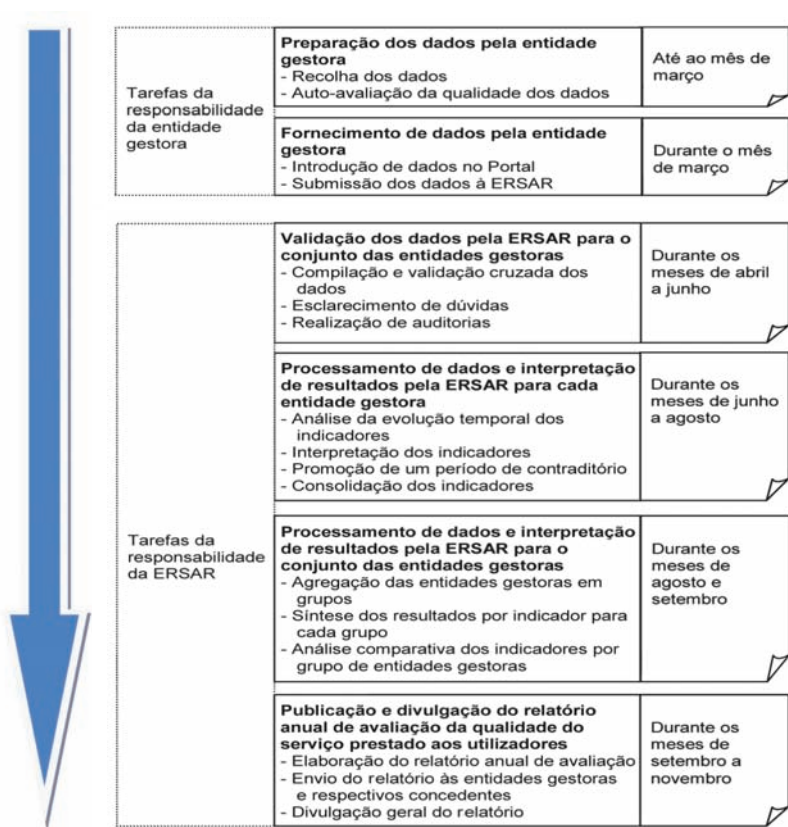 Tarefas da
responsabilidade
da entidade
gestora
Preparação dos dados pela entidade
gestora
- Recolha dos dados
- Auto-avaliação da qualidade dos dados
Até ao mês de
março
Fornecimento de dados pela entidade
gestora
- Introdução de dados no Portal
- Submissão dos dados à ERSAR
Durante o mês
de março
Tarefas da
responsabilidade
da ERSAR
Validação dos dados pela ERSAR para o
conjunto das entidades gestoras
- Compilação e validação cruzada dos
dados
- Esclarecimento de dúvidas
- Realização de auditorias
Durante os
meses de abril
a junho
Processamento de dados e interpretação
de resultados pela ERSAR para cada
entidade gestora
- Análise da evolução temporal dos
indicadores
- Interpretação dos indicadores
- Promoção de um período de contraditório
- Consolidação dos indicadores
Durante os
meses de junho
a agosto
Processamento de dados e interpretação
de resultados pela ERSAR para o
conjunto das entidades gestoras
- Agregação das entidades gestoras em
grupos
- Síntese dos resultados por indicador para
cada grupo
- Análise comparativa dos indicadores por
grupo de entidades gestoras
Durante os
meses de
agosto e
setembro
Publicação e divulgação do relatório
anual de avaliação da qualidade do
serviço prestado aos utilizadores
- Elaboração do relatório anual de avaliação
- Envio do relatório às entidades gestoras
e respectivos concedentes
- Divulgação geral do relatório
Durante os
meses de
setembro a
novembro